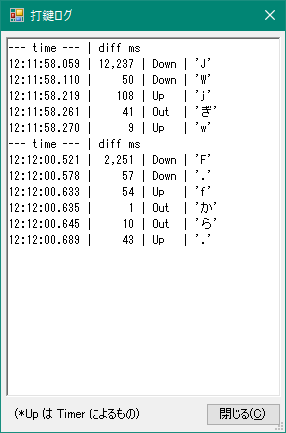 打鍵ログ
--- time --- | diff ms
12:11:58.059 | 12,237 | Down | 'J'
12:11:58.110 |     50 | Down | 'W'
12:11:58.219 |    108 | Up   | 'j'
12:11:58.261 |     41 | Out  | 'ぎ'
12:11:58.270 |      9 | Up   | 'w'
--- time --- | diff ms
12:12:00.521 |  2,251 | Down | 'F'
12:12:00.578 |     57 | Down | '.'
12:12:00.633 |     54 | Up   | 'f'
12:12:00.635 |      1 | Out  | 'か'
12:12:00.645 |     10 | Out  | 'ら'
12:12:00.689 |     43 | Up   | '.'
(*Up は Timer によるもの)
閉じる(C)